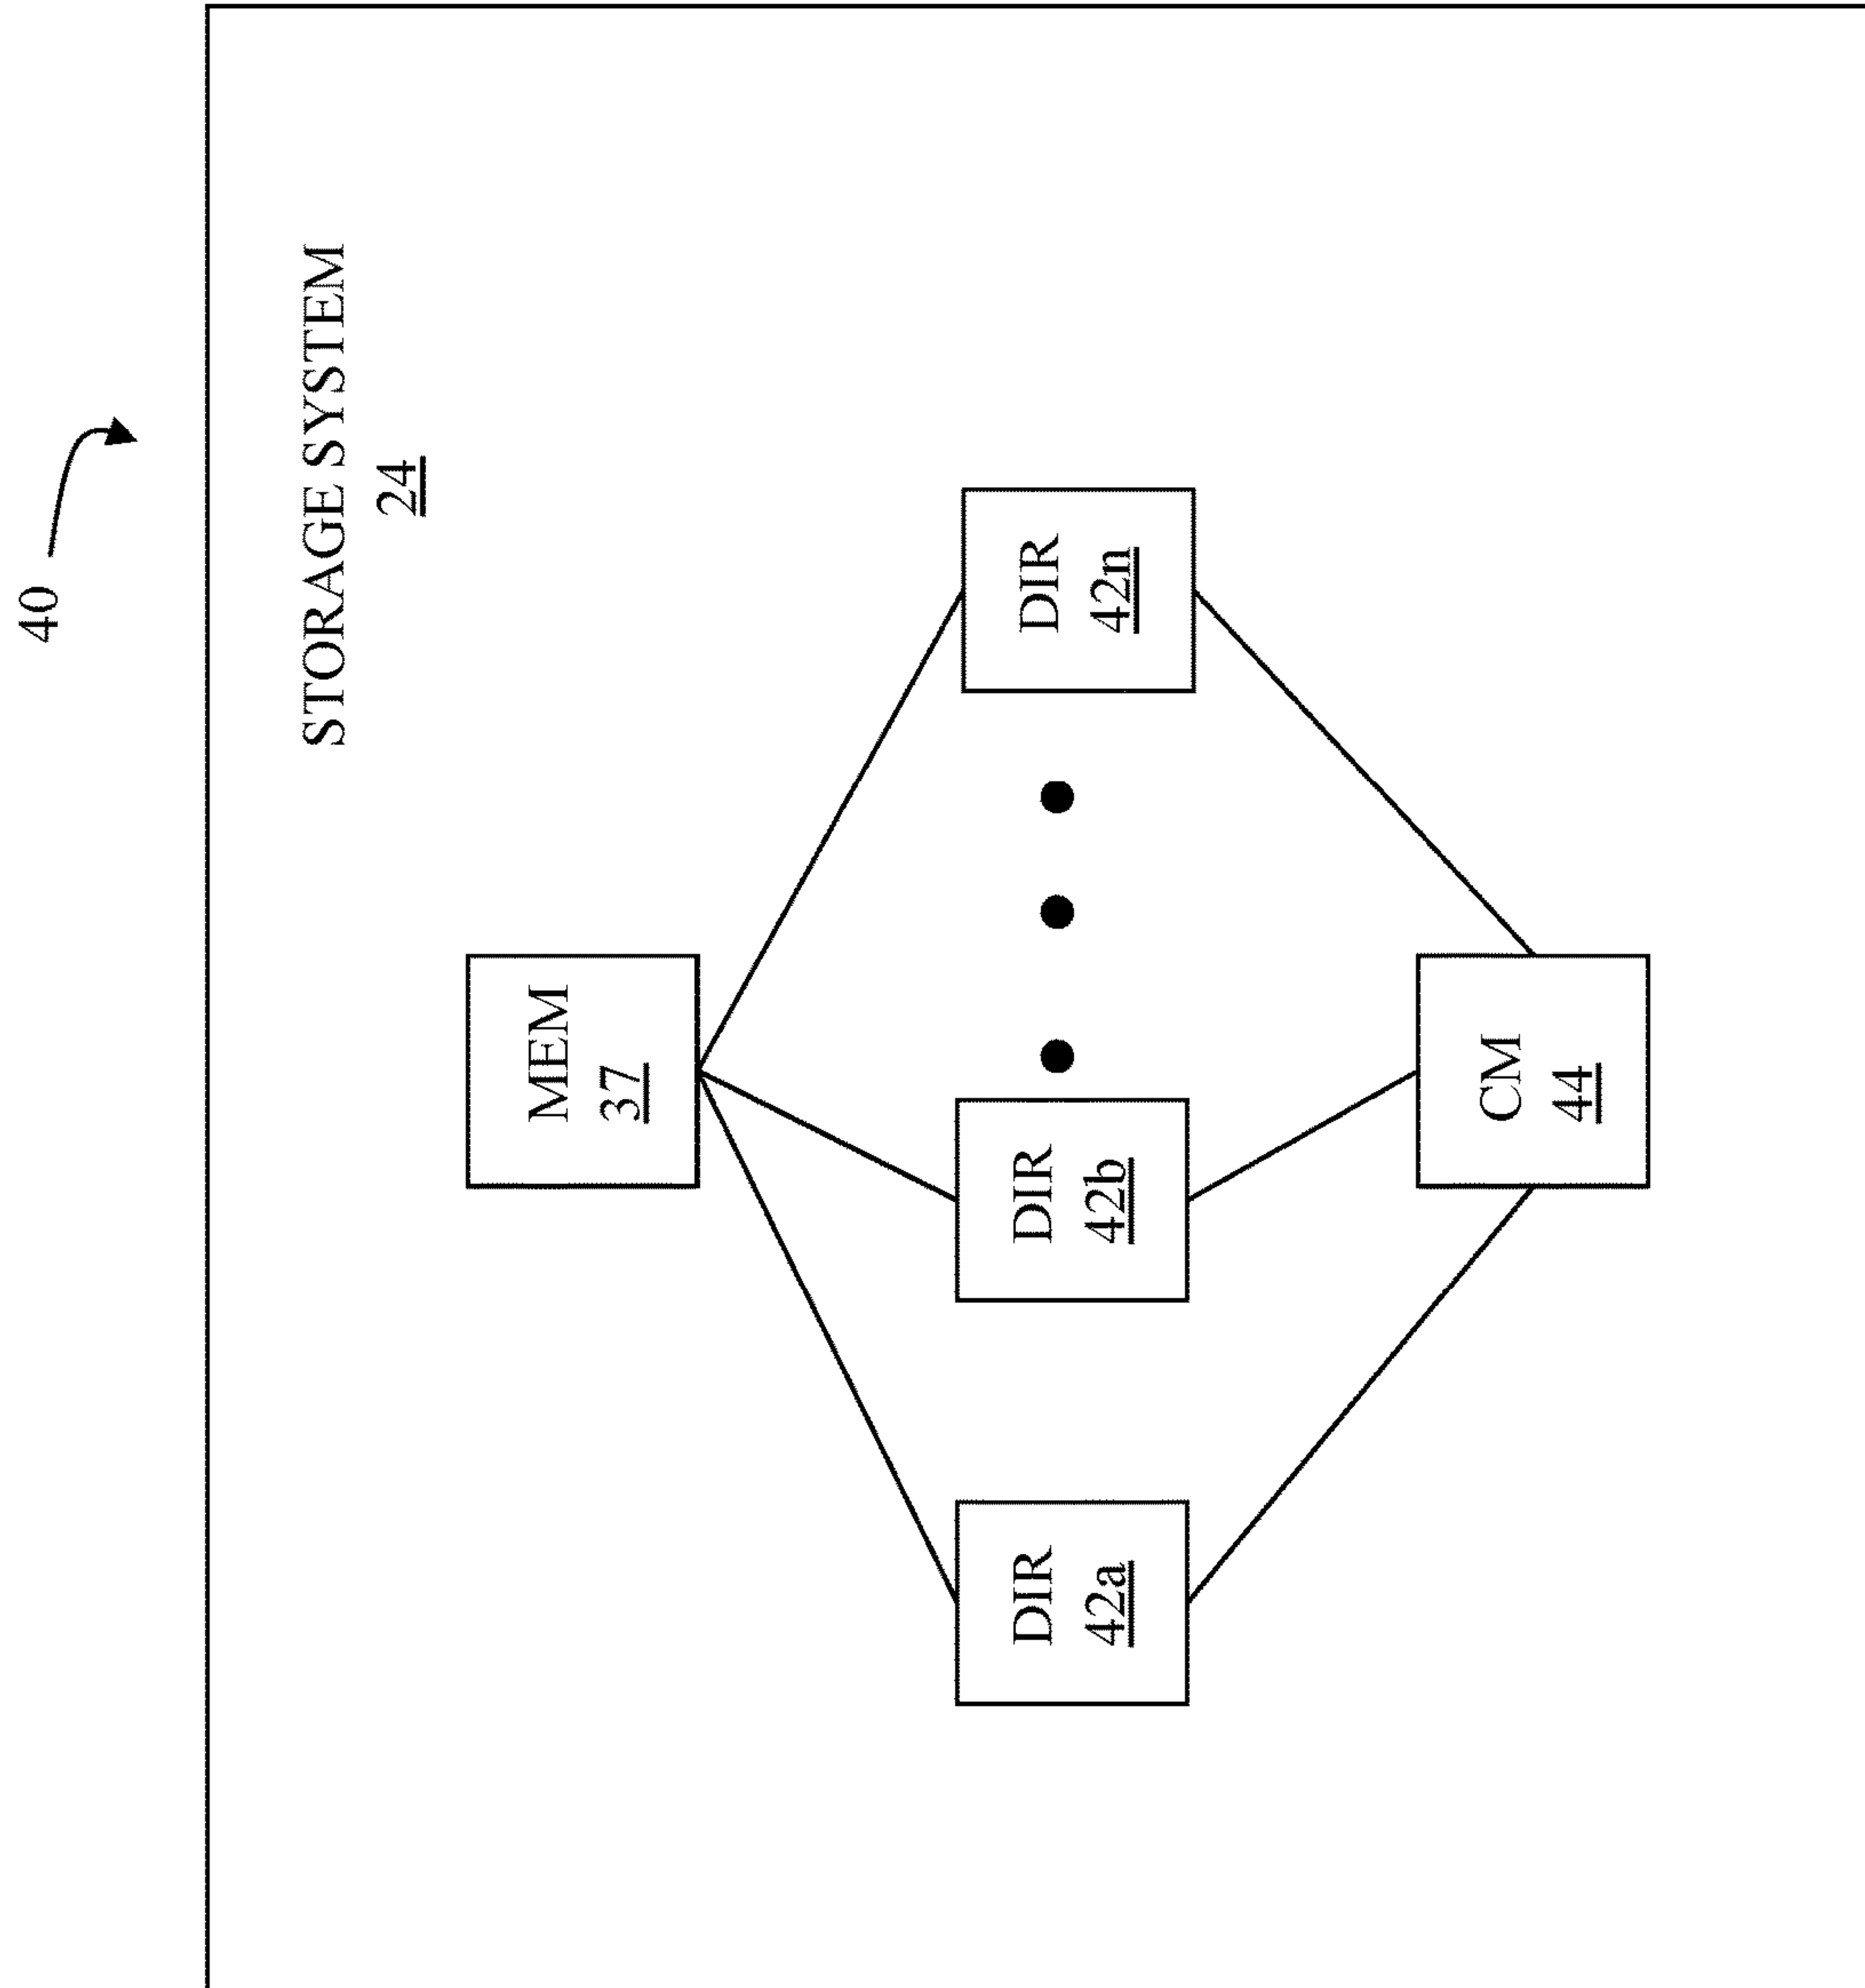 40
STORAGE SYSTEM
24
MEM
37
DIR
42a
DIR
42b
DIR
42n
CM
44